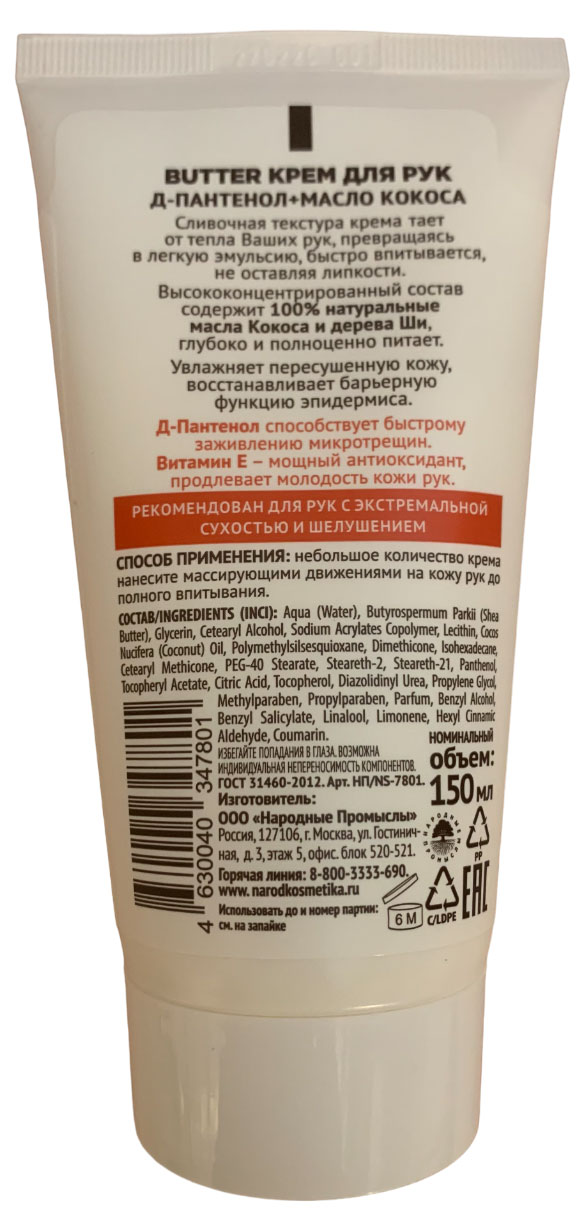 BUTTER КРЕМ ДЛЯ РУК
Д-ПАНТЕНОЛ+МАСЛО КОКОСА
Сливочная текстура крема тает
от тепла Ваших рук, превращаясь
в легкую эмульсию, быстро впитывается,
не оставляя липкости.
Высококонцентрированный состав
содержит 100% натуральные
масла Кокоса и дерева Ши,
глубоко и полноценно питает.
Увлажняет пересушенную кожу,
восстанавливает барьерную
функцию эпидермиса.
Д-Пантенол способствует быстрому
заживлению микротрещин.
Витамин Е – мощный антиоксидант,
продлевает молодость кожи рук.
РЕКОМЕНДОВАН ДЛЯ РУК С ЭКСТРЕМАЛЬНОЙ
СУХОСТЬЮ И ШЕЛУШЕНИЕМ
СПОСОБ ПРИМЕНЕНИЯ: небольшое количество крема
нанесите массирующими движениями на кожу рук до
полного впитывания.
СОСТАВ/INGREDIENTS (INCI): Aqua (Water), Butyrospermum Parkii (Shea
Butter), Glycerin, Cetearyl Alcohol, Sodium Acrylates Copolymer, Lecithin, Cocos
Nucifera (Coconut) Oil, Polymethylsilsesquioxane, Dimethicone, Isohexadecane,
Cetearyl Methicone, PEG-40 Stearate, Steareth-2, Steareth-21, Panthenol,
Tocopheryl Acetate, Citric Acid, Tocopherol, Diazolidinyl Urea, Propylene Glycol,
Methylparaben, Propylparaben, Parfum, Benzyl Alcohol,
Benzyl Salicylate, Linalool, Limonene, Hexyl Cinnamic
Aldehyde, Coumarin.
ИЗБЕГАЙТЕ ПОПАДАНИЯ В ГЛАЗА. ВОЗМОЖНА
ИНДИВИДУАЛЬНАЯ НЕПЕРЕНОСИМОСТЬ КОМПОНЕНТОВ.
ГОСТ 31460-2012. Арт. НП/NS-7801.
Изготовитель:
ООО «Народные Промыслы»
Россия, 127106, г. Москва, ул. Гостинич-
ная, д. 3, этаж 5, офис. блок 520-521.
Горячая линия: 8-800-3333-690.
www.narodkosmetika.ru
Использовать до и номер партии:
см. на запайке
НОМИНАЛЬНЫЙ
объем:
150 мл
НАРОДНЫЕ
ПРОМЫСЛЫ
PP
6 M
C/LDPE
EAC
4 630040 347801